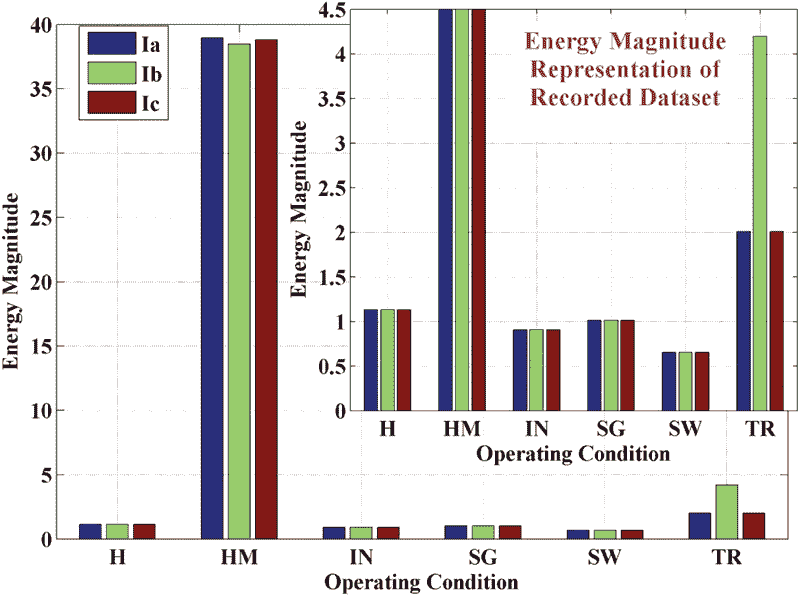 40
35
30
25
20
15
10
5
0
Energy Magnitude
Ia
Ib
Ic
H
HM
IN
SG
SW
TR
Operating Condition
4.5
4
3.5
3
2.5
2
1.5
1
0.5
0
Energy Magnitude
Energy Magnitude
Representation of
Recorded Dataset
H
HM
IN
SG
SW
TR
Operating Condition